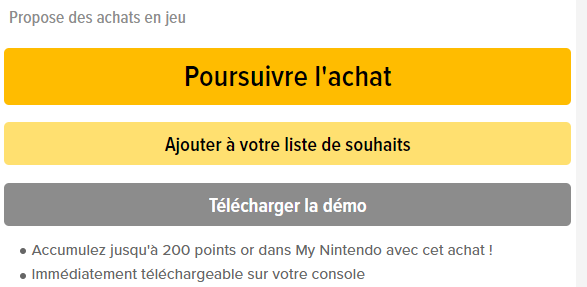 Propose des achats en jeu
Poursuivre l'achat
Ajouter à votre liste de souhaits
Télécharger la démo
• Accumulez jusqu'à 200 points or dans My Nintendo avec cet achat !
• Immédiatement téléchargeable sur votre console